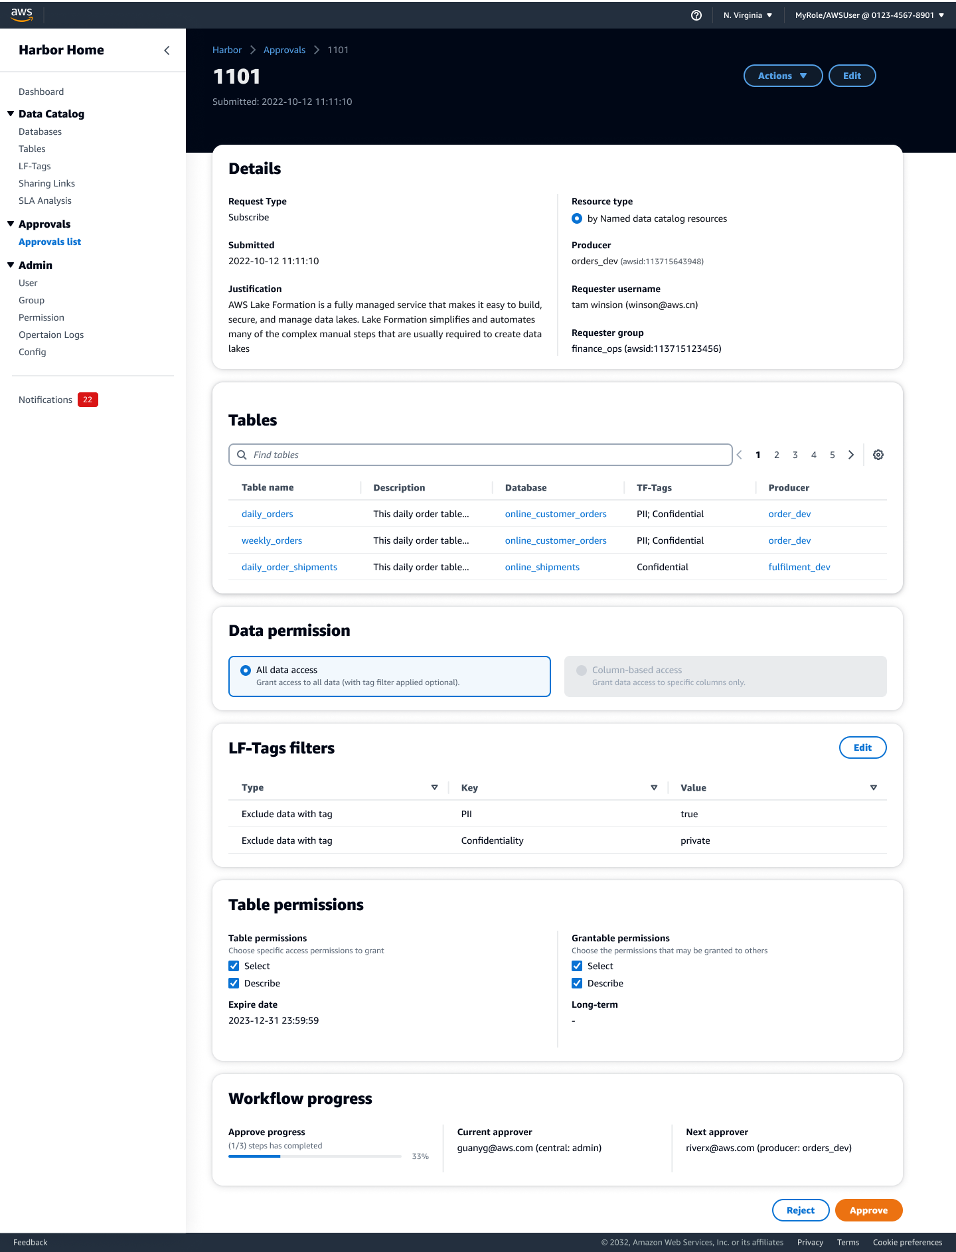 aws
N. Virginia ▼
MyRole/AWSUser @ 0123-4567-8901 ▼
Harbor Home
Dashboard
Data Catalog
Databases
Tables
LF-Tags
Sharing Links
SLA Analysis
Approvals
Approvals list
Admin
User
Group
Permission
Opertaion Logs
Config
Notifications 22
Harbor > Approvals > 1101
1101
Submitted: 2022-10-12 11:11:10
Actions ▼
Edit
Details
Request Type
Subscribe
Submitted
2022-10-12 11:11:10
Justification
AWS Lake Formation is a fully managed service that makes it easy to build,
secure, and manage data lakes. Lake Formation simplifies and automates
many of the complex manual steps that are usually required to create data
lakes
Resource type
by Named data catalog resources
Producer
orders_dev (awsid:113715643948)
Requester username
tam winsion (winson@aws.cn)
Requester group
finance_ops (awsid:113715123456)
Tables
Find tables
1 2 3 4 5
Table name Description Database TF-Tags Producer
daily_orders This daily order table... online_customer_orders PII; Confidential order_dev
weekly_orders This daily order table... online_customer_orders PII; Confidential order_dev
daily_order_shipments This daily order table... online_shipments Confidential fulfilment_dev
Data permission
All data access
Grant access to all data (with tag filter applied optional).
Column-based access
Grant data access to specific columns only.
LF-Tags filters
Edit
Type Key Value
Exclude data with tag PII true
Exclude data with tag Confidentiality private
Table permissions
Table permissions
Choose specific access permissions to grant
Select
Describe
Expire date
2023-12-31 23:59:59
Grantable permissions
Choose the permissions that may be granted to others
Select
Describe
Long-term
-
Workflow progress
Approve progress
(1/3) steps has completed
33%
Current approver
guanyg@aws.com (central: admin)
Next approver
riverx@aws.com (producer: orders_dev)
Reject
Approve
Feedback
© 2032, Amazon Web Services, Inc. or its affiliates Privacy Terms Cookie preferences